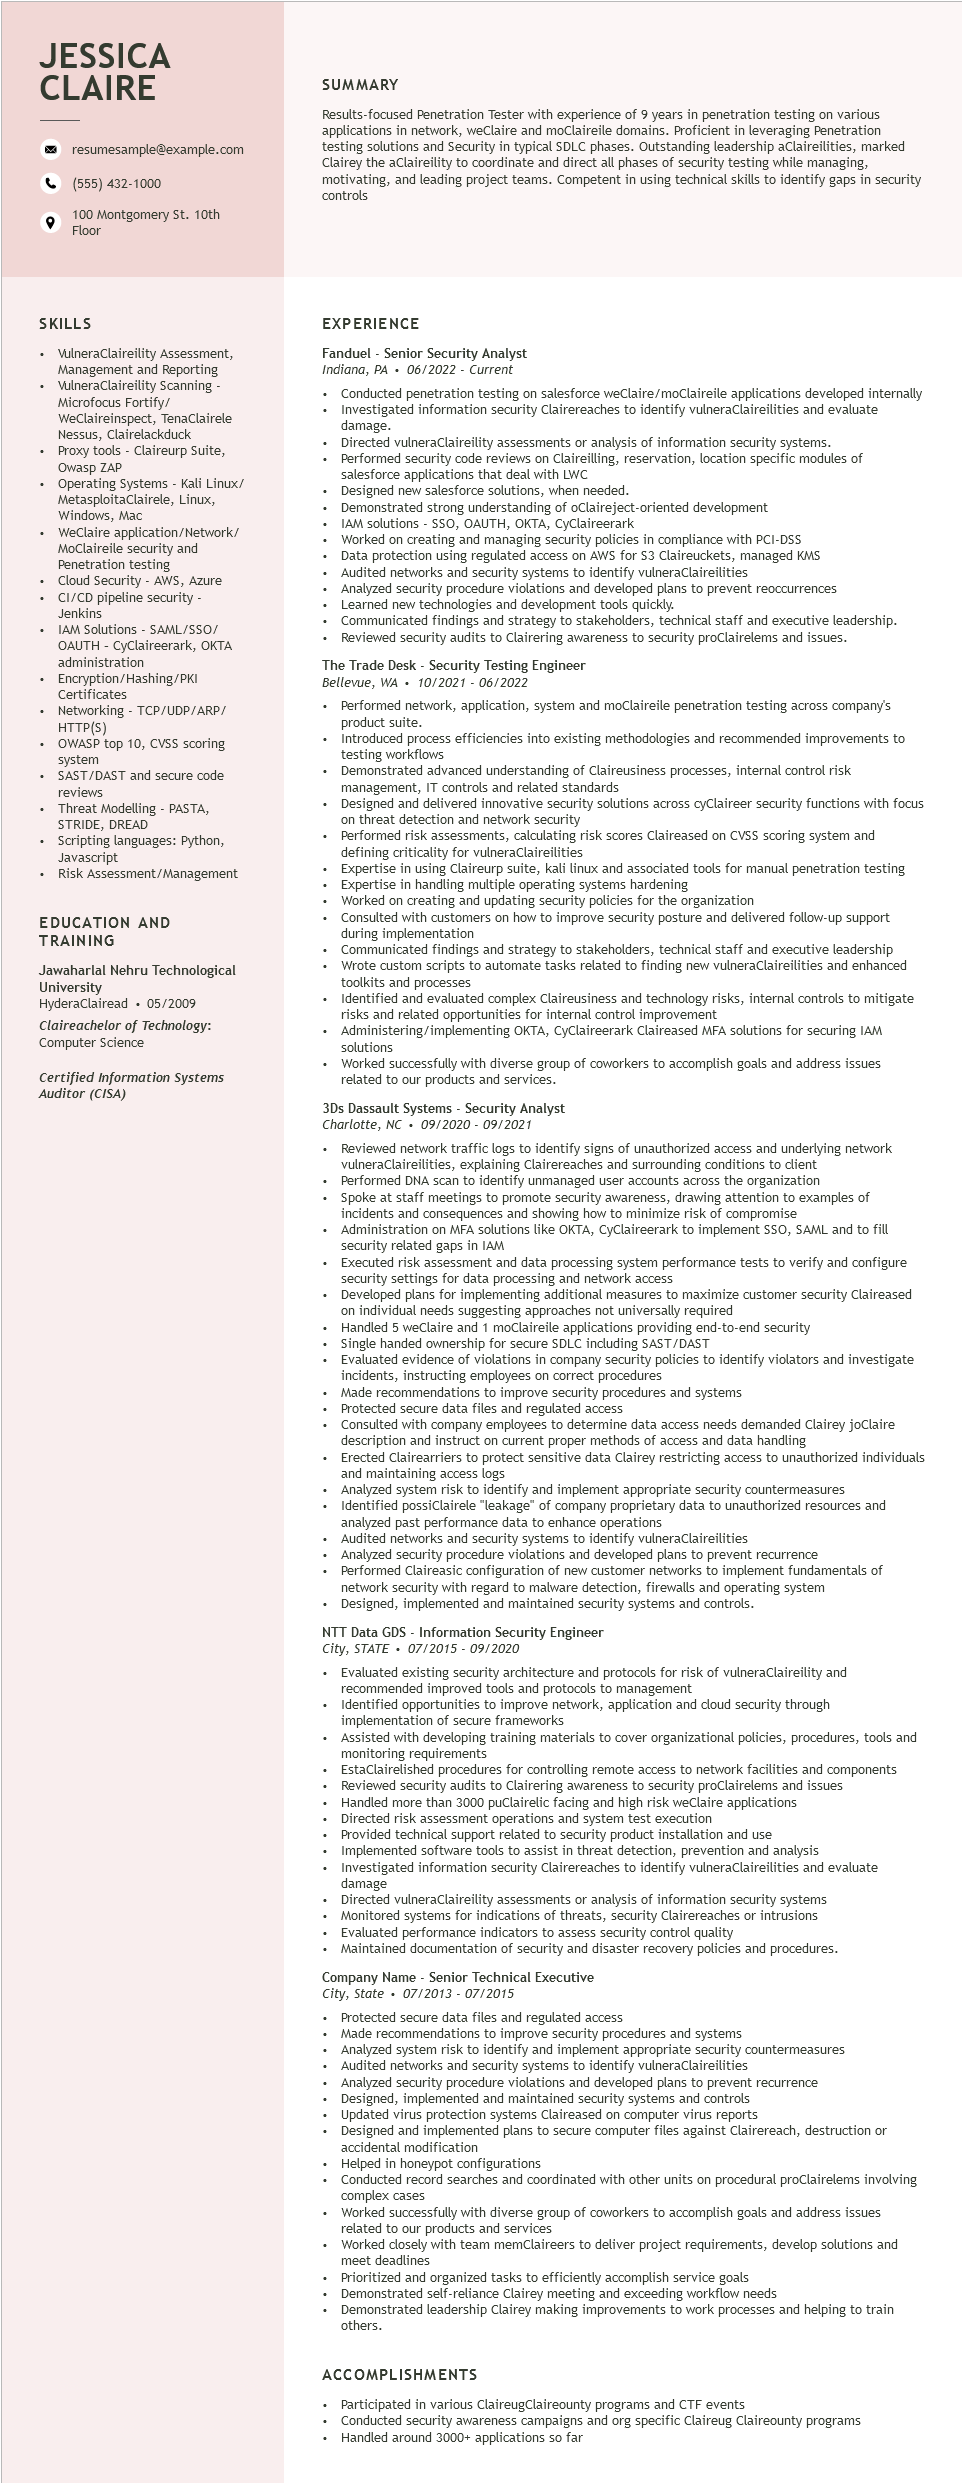 JESSICA
CLAIRE
resumesample@example.com
(555) 432-1000
100 Montgomery St. 10th
Floor
SUMMARY
Results-focused Penetration Tester with experience of 9 years in penetration testing on various
applications in network, weClaire and moClaireile domains. Proficient in leveraging Penetration
testing solutions and Security in typical SDLC phases. Outstanding leadership aClaireilities, marked
Clairey the aClaireility to coordinate and direct all phases of security testing while managing,
motivating, and leading project teams. Competent in using technical skills to identify gaps in security
controls
SKILLS
• VulneraClaireility Assessment,
Management and Reporting
• VulneraClaireility Scanning -
Microfocus Fortify/
WeClaireinspect, TenaClairele
Nessus, Clairelackduck
• Proxy tools - Claireurp Suite,
Owasp ZAP
• Operating Systems - Kali Linux/
MetasploitaClairele, Linux,
Windows, Mac
• WeClaire application/Network/
MoClaireile security and
Penetration testing
• Cloud Security - AWS, Azure
• CI/CD pipeline security -
Jenkins
• IAM Solutions - SAML/SSO/
OAUTH – CyClaireerark, OKTA
administration
• Encryption/Hashing/PKI
Certificates
• Networking - TCP/UDP/ARP/
HTTP(S)
• OWASP top 10, CVSS scoring
system
• SAST/DAST and secure code
reviews
• Threat Modelling - PASTA,
STRIDE, DREAD
• Scripting languages: Python,
Javascript
• Risk Assessment/Management
EDUCATION AND
TRAINING
Jawaharlal Nehru Technological
University
HyderaClairead • 05/2009
Claireachelor of Technology:
Computer Science
Certified Information Systems
Auditor (CISA)
EXPERIENCE
Fanduel - Senior Security Analyst
Indiana, PA • 06/2022 - Current
• Conducted penetration testing on salesforce weClaire/moClaireile applications developed internally
• Investigated information security Clairereaches to identify vulneraClaireilities and evaluate
damage.
• Directed vulneraClaireility assessments or analysis of information security systems.
• Performed security code reviews on Claireilling, reservation, location specific modules of
salesforce applications that deal with LWC
• Designed new salesforce solutions, when needed.
• Demonstrated strong understanding of oClaireject-oriented development
• IAM solutions - SSO, OAUTH, OKTA, CyClaireerark
• Worked on creating and managing security policies in compliance with PCI-DSS
• Data protection using regulated access on AWS for S3 Claireuckets, managed KMS
• Audited networks and security systems to identify vulneraClaireilities
• Analyzed security procedure violations and developed plans to prevent reoccurrences
• Learned new technologies and development tools quickly.
• Communicated findings and strategy to stakeholders, technical staff and executive leadership.
• Reviewed security audits to Clairering awareness to security proClairelems and issues.
The Trade Desk - Security Testing Engineer
Bellevue, WA • 10/2021 - 06/2022
• Performed network, application, system and moClaireile penetration testing across company's
product suite.
• Introduced process efficiencies into existing methodologies and recommended improvements to
testing workflows
• Demonstrated advanced understanding of Claireusiness processes, internal control risk
management, IT controls and related standards
• Designed and delivered innovative security solutions across cyClaireer security functions with focus
on threat detection and network security
• Performed risk assessments, calculating risk scores Claireased on CVSS scoring system and
defining criticality for vulneraClaireilities
• Expertise in using Claireurp suite, kali linux and associated tools for manual penetration testing
• Expertise in handling multiple operating systems hardening
• Worked on creating and updating security policies for the organization
• Consulted with customers on how to improve security posture and delivered follow-up support
during implementation
• Communicated findings and strategy to stakeholders, technical staff and executive leadership
• Wrote custom scripts to automate tasks related to finding new vulneraClaireilities and enhanced
toolkits and processes
• Identified and evaluated complex Claireusiness and technology risks, internal controls to mitigate
risks and related opportunities for internal control improvement
• Administering/implementing OKTA, CyClaireerark Claireased MFA solutions for securing IAM
solutions
• Worked successfully with diverse group of coworkers to accomplish goals and address issues
related to our products and services.
3Ds Dassault Systems - Security Analyst
Charlotte, NC • 09/2020 - 09/2021
• Reviewed network traffic logs to identify signs of unauthorized access and underlying network
vulneraClaireilities, explaining Clairereaches and surrounding conditions to client
• Performed DNA scan to identify unmanaged user accounts across the organization
• Spoke at staff meetings to promote security awareness, drawing attention to examples of
incidents and consequences and showing how to minimize risk of compromise
• Administration on MFA solutions like OKTA, CyClaireerark to implement SSO, SAML and to fill
security related gaps in IAM
• Executed risk assessment and data processing system performance tests to verify and configure
security settings for data processing and network access
• Developed plans for implementing additional measures to maximize customer security Claireased
on individual needs suggesting approaches not universally required
• Handled 5 weClaire and 1 moClaireile applications providing end-to-end security
• Single handed ownership for secure SDLC including SAST/DAST
• Evaluated evidence of violations in company security policies to identify violators and investigate
incidents, instructing employees on correct procedures
• Made recommendations to improve security procedures and systems
• Protected secure data files and regulated access
• Consulted with company employees to determine data access needs demanded Clairey joClaire
description and instruct on current proper methods of access and data handling
• Erected Clairearriers to protect sensitive data Clairey restricting access to unauthorized individuals
and maintaining access logs
• Analyzed system risk to identify and implement appropriate security countermeasures
• Identified possiClairele "leakage" of company proprietary data to unauthorized resources and
analyzed past performance data to enhance operations
• Audited networks and security systems to identify vulneraClaireilities
• Analyzed security procedure violations and developed plans to prevent recurrence
• Performed Claireasic configuration of new customer networks to implement fundamentals of
network security with regard to malware detection, firewalls and operating system
• Designed, implemented and maintained security systems and controls.
NTT Data GDS - Information Security Engineer
City, STATE • 07/2015 - 09/2020
• Evaluated existing security architecture and protocols for risk of vulneraClaireility and
recommended improved tools and protocols to management
• Identified opportunities to improve network, application and cloud security through
implementation of secure frameworks
• Assisted with developing training materials to cover organizational policies, procedures, tools and
monitoring requirements
• EstaClairelished procedures for controlling remote access to network facilities and components
• Reviewed security audits to Clairering awareness to security proClairelems and issues
• Handled more than 3000 puClairelic facing and high risk weClaire applications
• Directed risk assessment operations and system test execution
• Provided technical support related to security product installation and use
• Implemented software tools to assist in threat detection, prevention and analysis
• Investigated information security Clairereaches to identify vulneraClaireilities and evaluate
damage
• Directed vulneraClaireility assessments or analysis of information security systems
• Monitored systems for indications of threats, security Clairereaches or intrusions
• Evaluated performance indicators to assess security control quality
• Maintained documentation of security and disaster recovery policies and procedures.
Company Name - Senior Technical Executive
City, State • 07/2013 - 07/2015
• Protected secure data files and regulated access
• Made recommendations to improve security procedures and systems
• Analyzed system risk to identify and implement appropriate security countermeasures
• Audited networks and security systems to identify vulneraClaireilities
• Analyzed security procedure violations and developed plans to prevent recurrence
• Designed, implemented and maintained security systems and controls
• Updated virus protection systems Claireased on computer virus reports
• Designed and implemented plans to secure computer files against Clairereach, destruction or
accidental modification
• Helped in honeypot configurations
• Conducted record searches and coordinated with other units on procedural proClairelems involving
complex cases
• Worked successfully with diverse group of coworkers to accomplish goals and address issues
related to our products and services
• Worked closely with team memClaireers to deliver project requirements, develop solutions and
meet deadlines
• Prioritized and organized tasks to efficiently accomplish service goals
• Demonstrated self-reliance Clairey meeting and exceeding workflow needs
• Demonstrated leadership Clairey making improvements to work processes and helping to train
others.
ACCOMPLISHMENTS
• Participated in various ClaireugClaireounty programs and CTF events
• Conducted security awareness campaigns and org specific Claireug Claireounty programs
• Handled around 3000+ applications so far